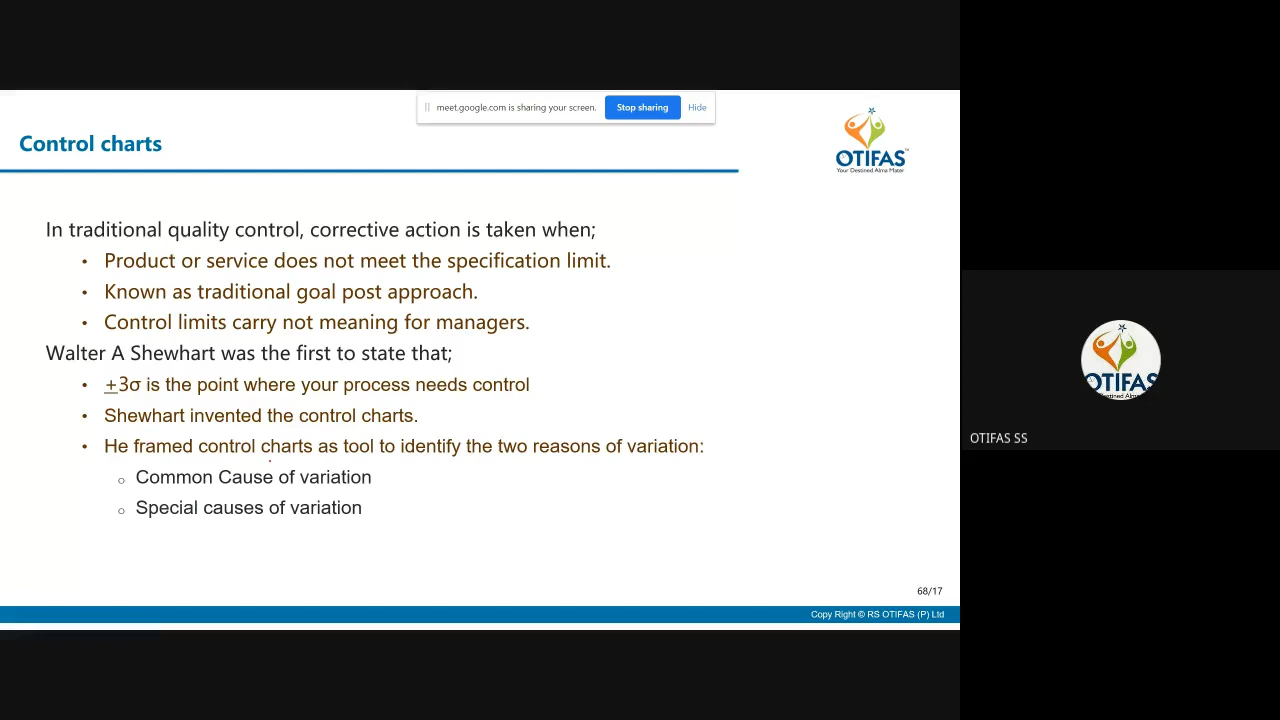 meet.google.com is sharing your screen. Stop sharing Hide
Control charts
OTIFAS™
Your Destined Alma Mater
In traditional quality control, corrective action is taken when;
• Product or service does not meet the specification limit.
• Known as traditional goal post approach.
• Control limits carry not meaning for managers.
Walter A Shewhart was the first to state that;
• ±3σ is the point where your process needs control
• Shewhart invented the control charts.
• He framed control charts as tool to identify the two reasons of variation:
○ Common Cause of variation
○ Special causes of variation
68/17
Copy Right © RS OTIFAS (P) Ltd
OTIFAS
OTIFAS SS